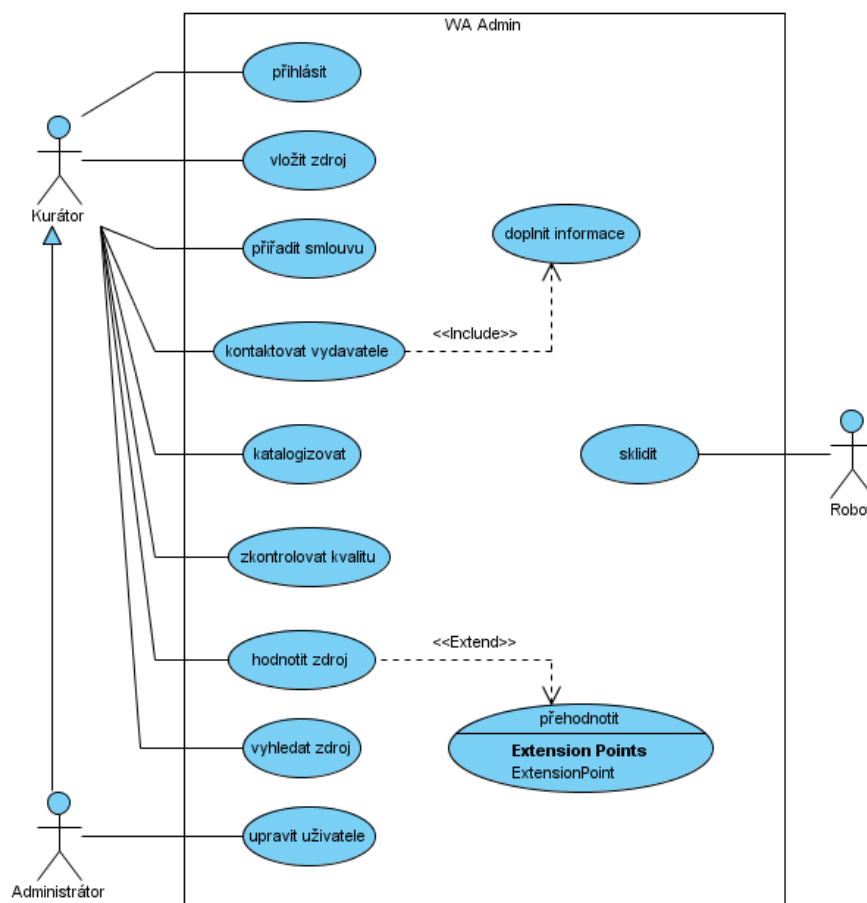 WA Admin
přihlásit
vložit zdroj
Kurátor
přiřadit smlouvu
doplnit informace
<<Include>>
kontaktovat vydavatele
katalogizovat
sklidit
Robot
zkontrolovat kvalitu
<<Extend>>
hodnotit zdroj
přehodnotit
Extension Points
ExtensionPoint
vyhledat zdroj
upravit uživatele
Administrátor